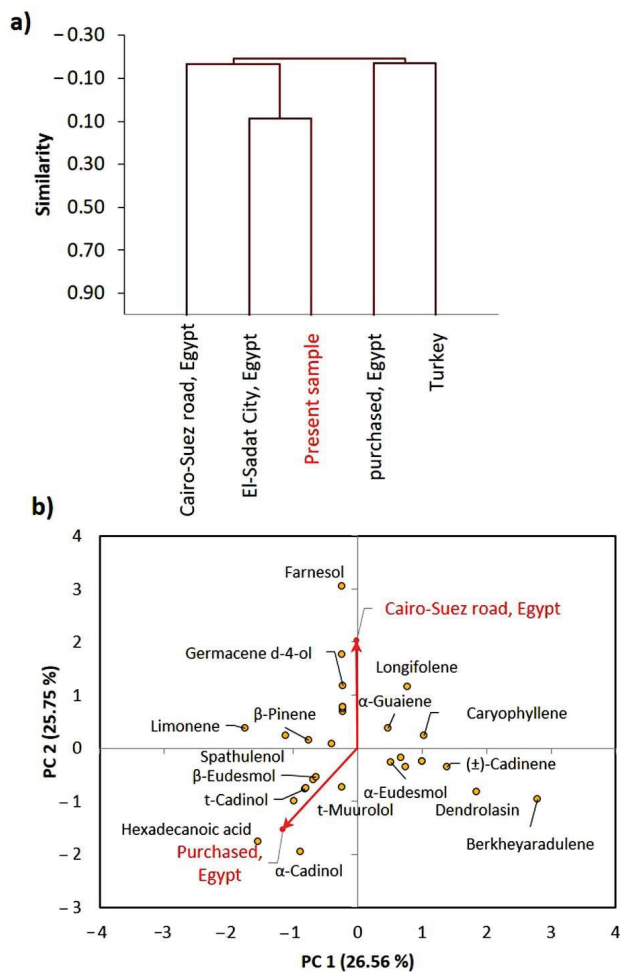 a)
− 0.30
− 0.10
0.10
0.30
0.50
0.70
0.90
Similarity
Cairo-Suez road, Egypt
El-Sadat City, Egypt
Present sample
purchased, Egypt
Turkey
b)
4
3
2
1
0
− 1
− 2
− 3
PC 2 (25.75 %)
Farnesol
Cairo-Suez road, Egypt
Germacene d-4-ol
Longifolene
α-Guaiene
β-Pinene
Caryophyllene
Limonene
Spathulenol
β-Eudesmol
(±)-Cadinene
α-Eudesmol
t-Cadinol
t-Muurolol
Dendrolasin
Hexadecanoic acid
Berkheyaradulene
Purchased,
Egypt
α-Cadinol
−4 −3 −2 −1 0 1 2 3 4
PC 1 (26.56 %)